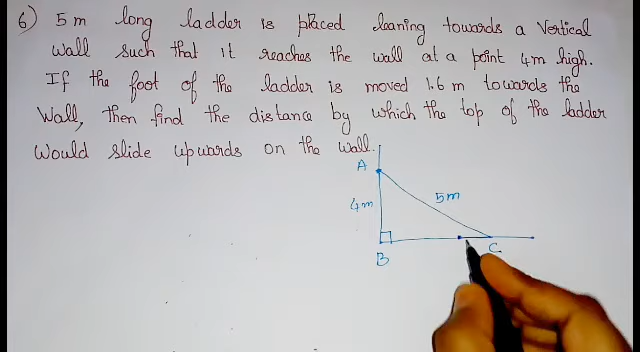 6) 5 m long ladder is placed leaning towards a vertical
wall such that it reaches the wall at a point 4m high.
If the foot of the ladder is moved 1.6 m towards the
wall, then find the distance by which the top of the ladder
would slide upwards on the wall.
A
4m
5m
B
C